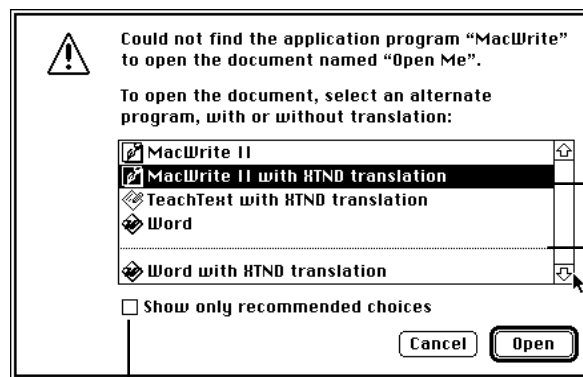 Could not find the application program “MacWrite”
to open the document named “Open Me”.
To open the document, select an alternate
program, with or without translation:
MacWrite II
MacWrite II with XTND translation
TeachText with XTND translation
Word
Word with XTND translation
Show only recommended choices
Cancel
Open